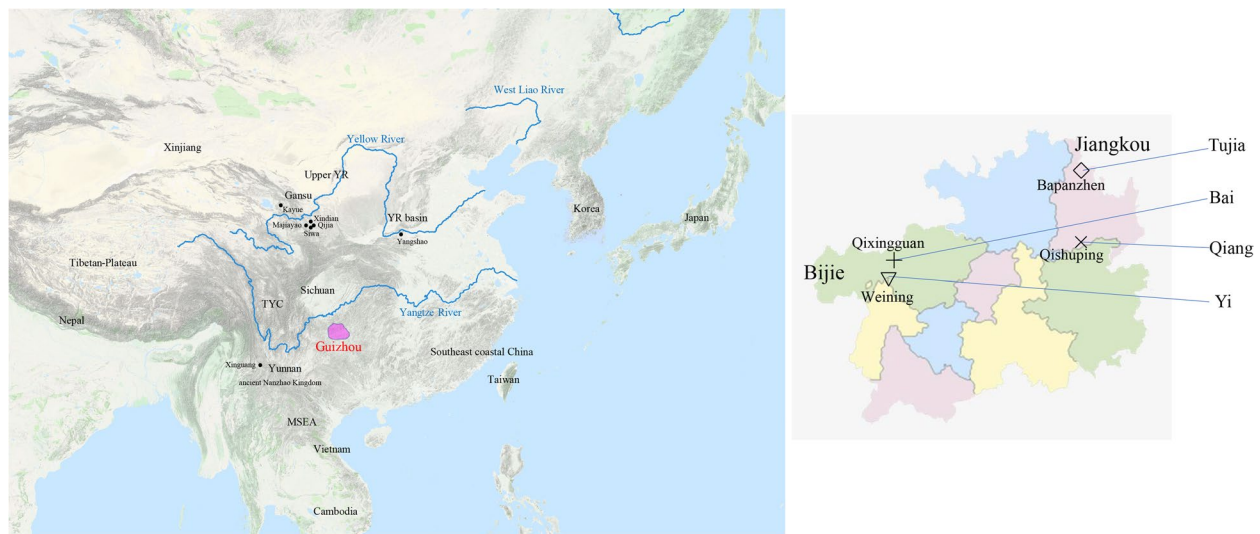 West Liao River
Yellow River
Xinjiang
Upper YR
Gansu
Kayue
Korea
Japan
YR basin
Xindian
Majiayao
Qijia
Siwa
Yangshao
Tibetan-Plateau
Sichuan
TYC
Yangtze River
Nepal
Guizhou
Southeast coastal China
Xinguang
Yunnan
Taiwan
ancient Nanzhao Kingdom
MSEA
Vietnam
Cambodia
Jiangkou
Tujia
Bapanzhen
Bai
Qixingguan
Qiang
Qishuping
Bijie
Weining
Yi